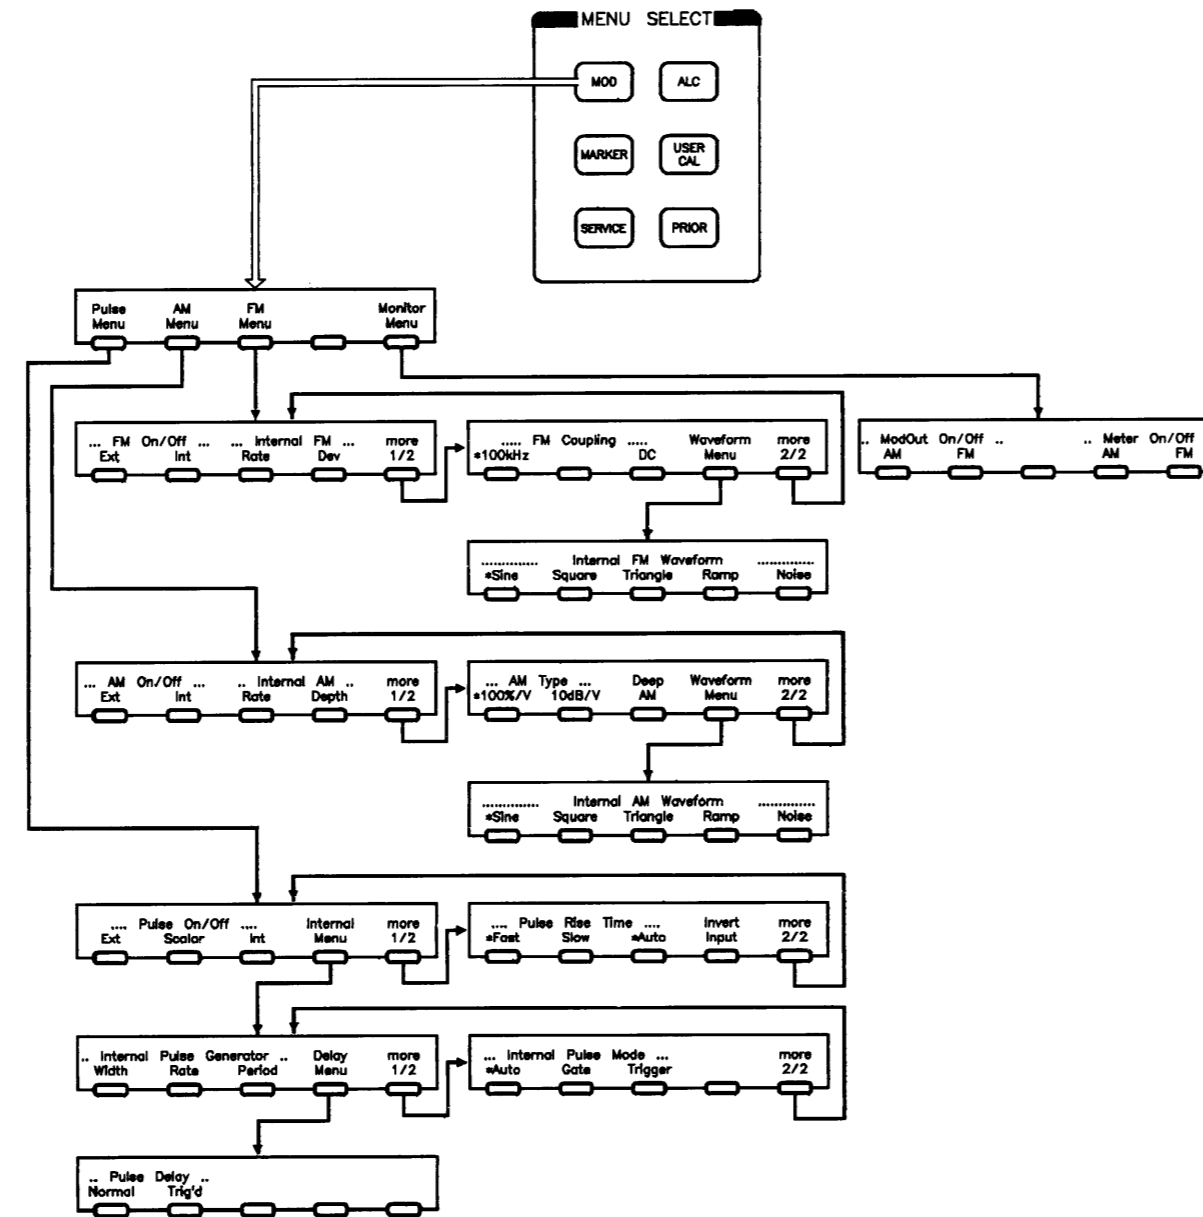 MENU SELECT
MOD ALC
MARKER USER CAL
SERVICE PRIOR
Pulse Menu AM Menu FM Menu Monitor Menu
... FM On/Off ... ... Internal FM ... more
Ext Int Rate Dev 1/2
..... FM Coupling ..... Waveform more
*100kHz DC Menu 2/2
.. ModOut On/Off .. .. Meter On/Off
AM FM AM FM
.............. Internal FM Waveform ..............
*Sine Square Triangle Ramp Noise
... AM On/Off ... .. Internal AM .. more
Ext Int Rate Depth 1/2
... AM Type ... Deep Waveform more
*100%/V 10dB/V AM Menu 2/2
.............. Internal AM Waveform ..............
*Sine Square Triangle Ramp Noise
.... Pulse On/Off .... Internal more
Ext Scalar Int Menu 1/2
.... Pulse Rise Time .... Invert more
*Fast Slow *Auto Input 2/2
.. Internal Pulse Generator .. Delay more
Width Rate Period Menu 1/2
... Internal Pulse Mode ... more
*Auto Gate Trigger 2/2
.. Pulse Delay ..
Normal Trig'd